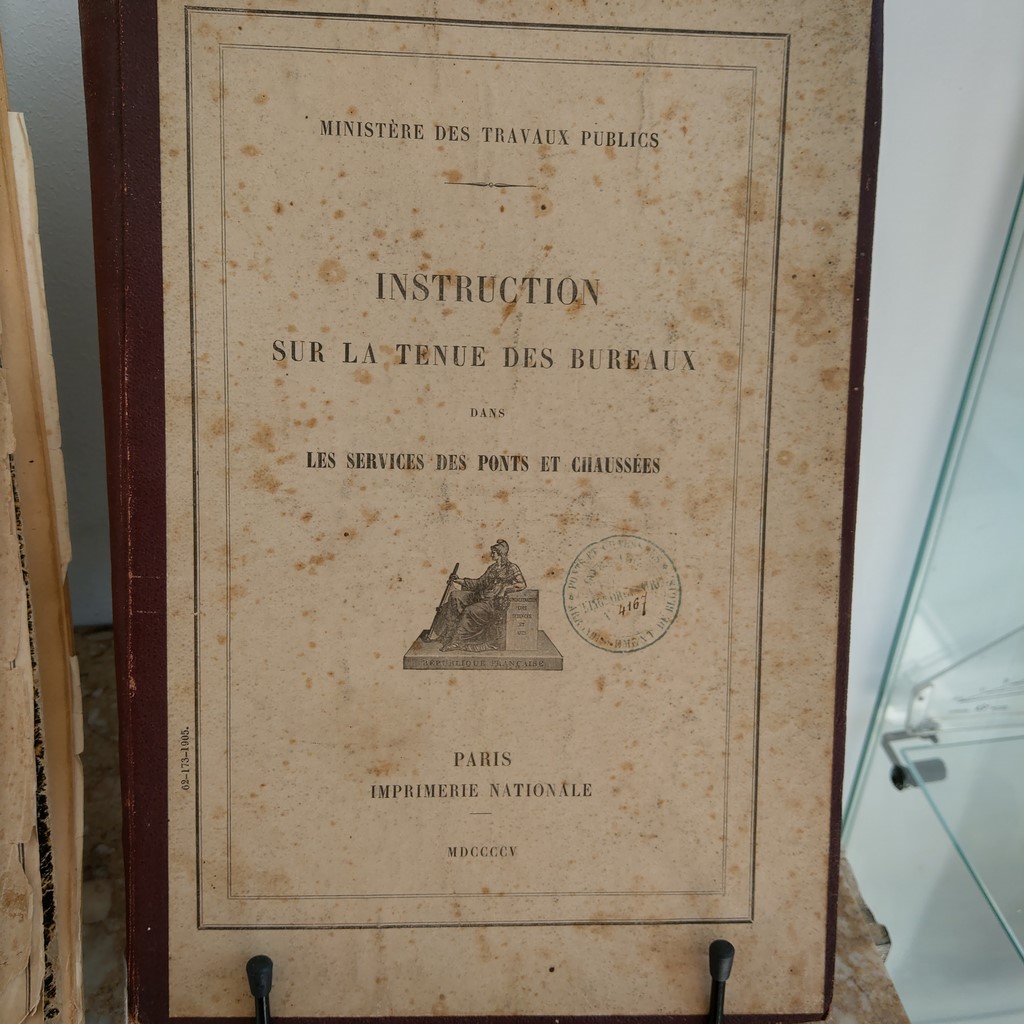 MINISTÈRE DES TRAVAUX PUBLICS
INSTRUCTION
SUR LA TENUE DES BUREAUX
DANS
LES SERVICES DES PONTS ET CHAUSSÉES
4167
RÉPUBLIQUE FRANÇAISE
PARIS
IMPRIMERIE NATIONALE
MDCCCCV
62-173-1905.